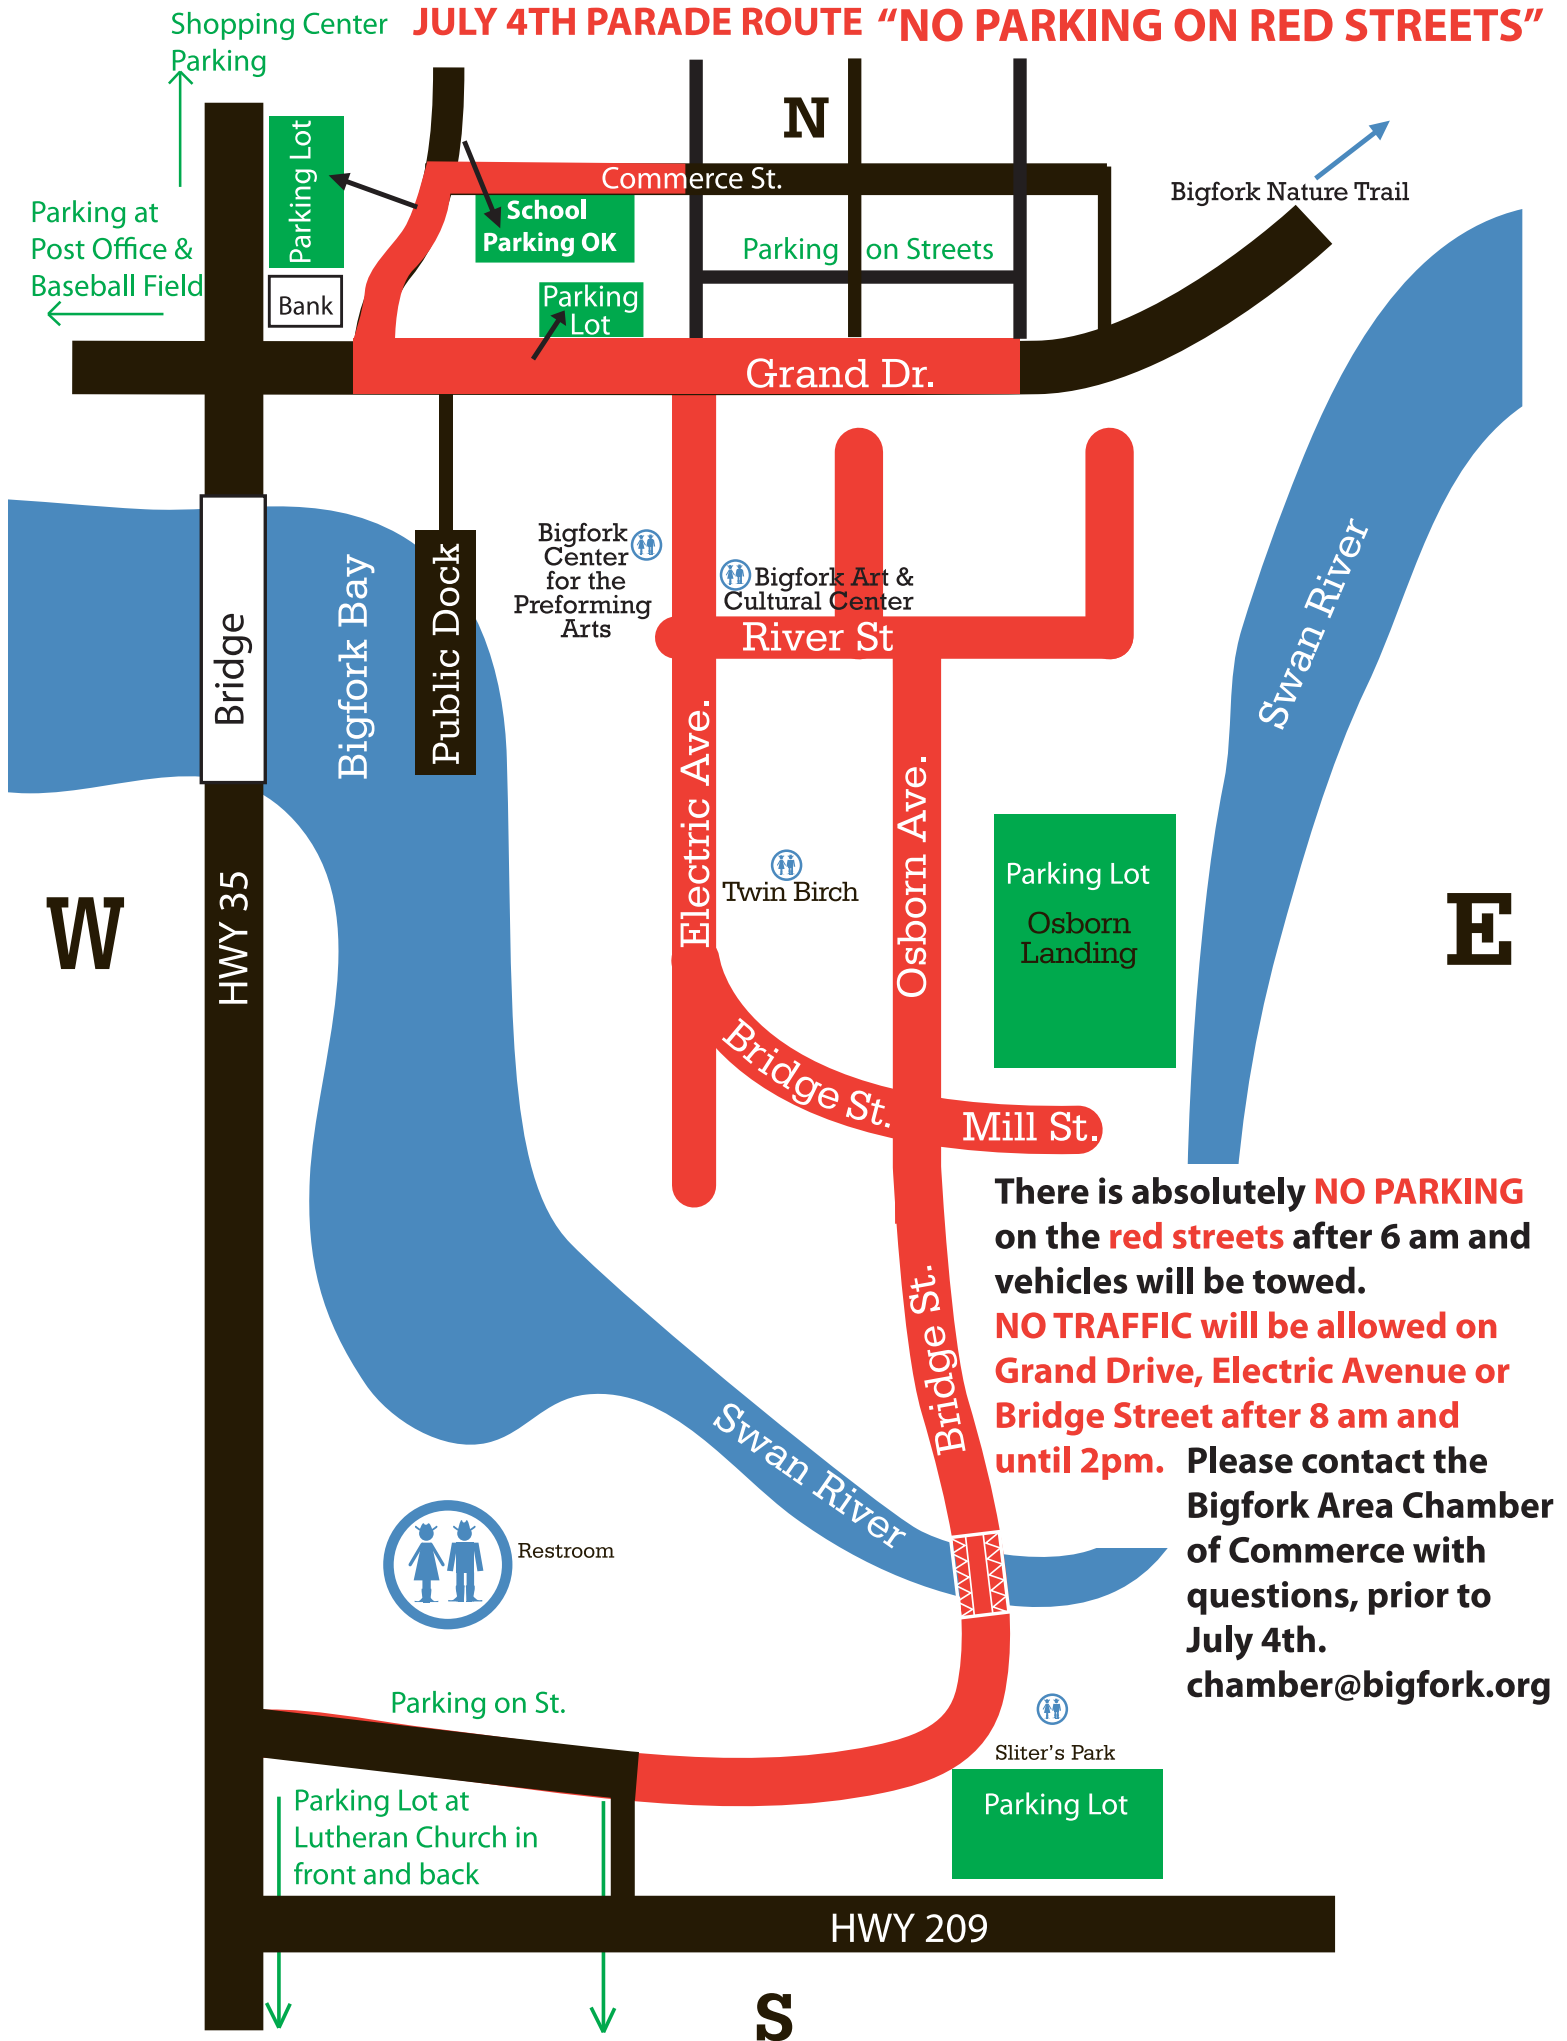 JULY 4TH PARADE ROUTE “NO PARKING ON RED STREETS”
Shopping Center
Parking
N
Parking Lot
Commerce St.
Bigfork Nature Trail
Parking at
Post Office &
Baseball Field
School
Parking OK
Parking on Streets
Bank
Parking
Lot
Grand Dr.
Bigfork
Center
for the
Preforming
Arts
Bigfork Art &
Cultural Center
River St
Bridge
Bigfork Bay
Public Dock
Swan River
Electric Ave.
Osborn Ave.
Twin Birch
Parking Lot
Osborn
Landing
W
HWY 35
E
Bridge St.
Mill St.
There is absolutely NO PARKING
on the red streets after 6 am and
vehicles will be towed.
NO TRAFFIC will be allowed on
Grand Drive, Electric Avenue or
Bridge Street after 8 am and
until 2pm. Please contact the
Bigfork Area Chamber
of Commerce with
questions, prior to
July 4th.
chamber@bigfork.org
Bridge St.
Swan River
Restroom
Parking on St.
Sliter's Park
Parking Lot
Parking Lot at
Lutheran Church in
front and back
HWY 209
S